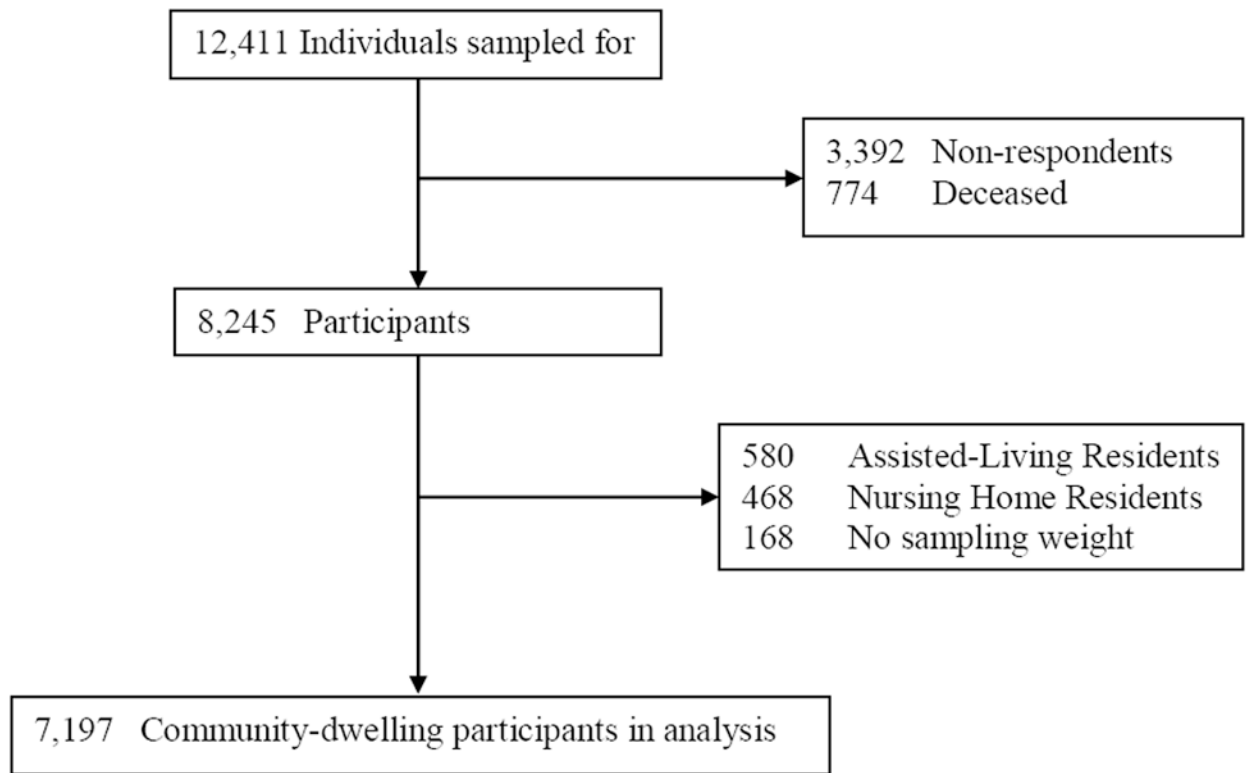 12,411 Individuals sampled for
3,392 Non-respondents
774 Deceased
8,245 Participants
580 Assisted-Living Residents
468 Nursing Home Residents
168 No sampling weight
7,197 Community-dwelling participants in analysis